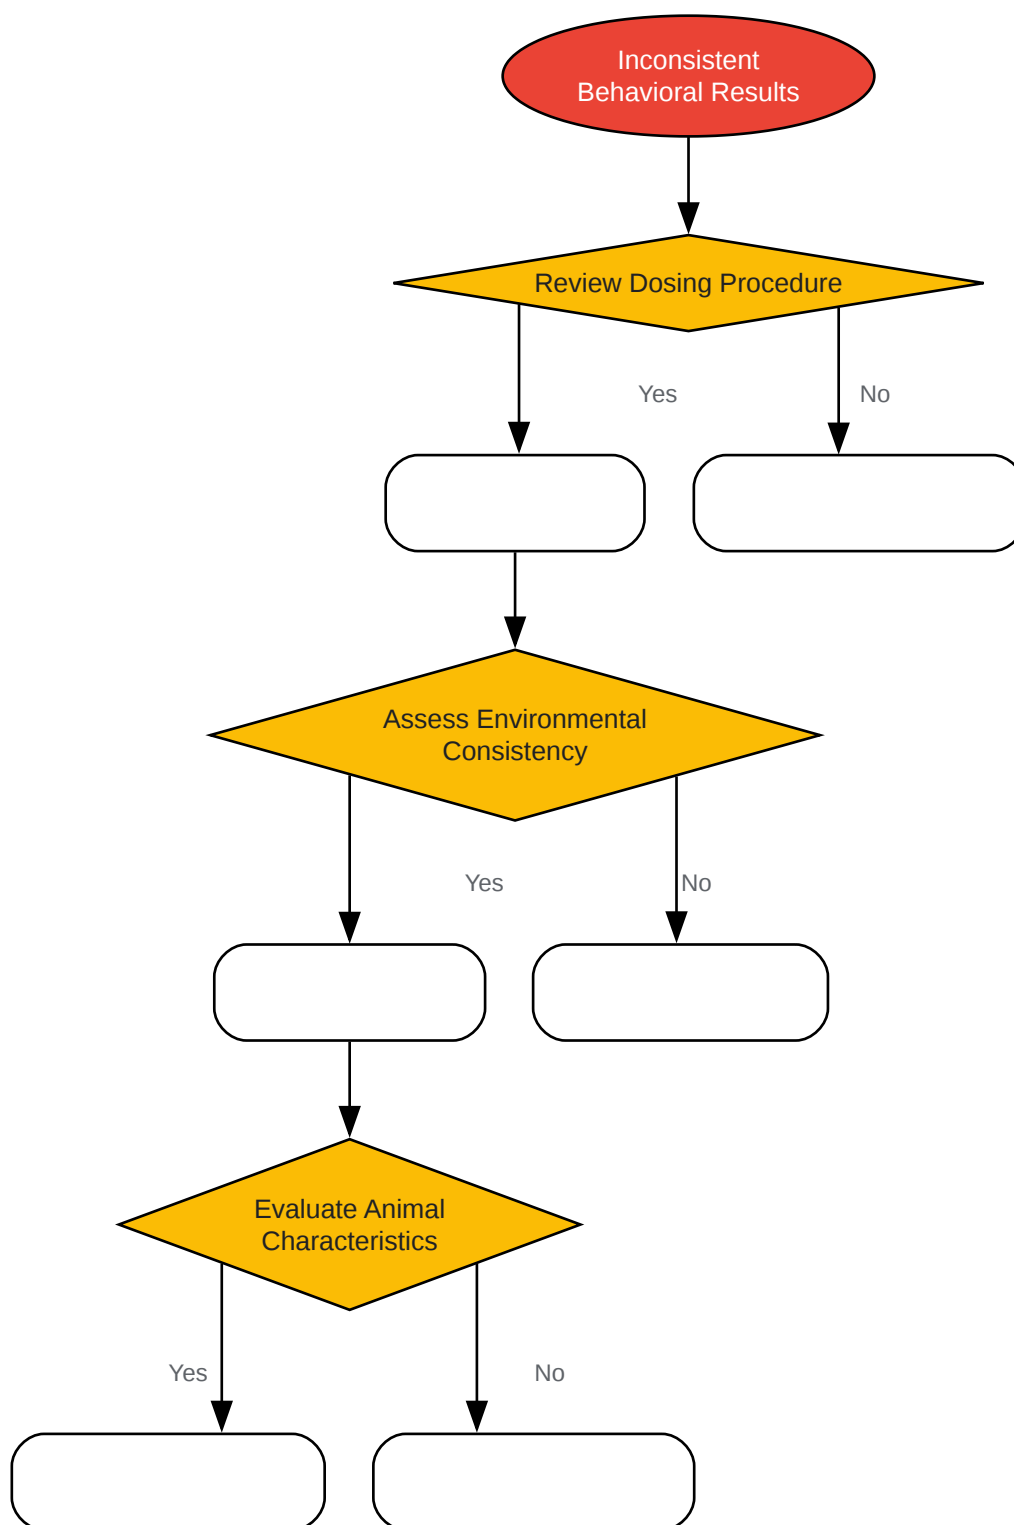 Inconsistent
Behavioral Results
Review Dosing Procedure
Yes
No
Assess Environmental
Consistency
Yes
No
Evaluate Animal
Characteristics
Yes
No